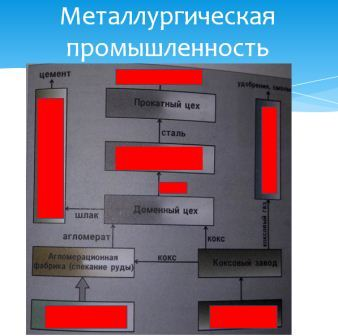 Металлургическая
промышленность
цемент
удобрения, смолы
Прокатный цех
сталь
Доменный цех
шлак
агломерат
кокс
коксовый газ
Агломерационная
фабрика (спекание руды)
кокс
Коксовый завод